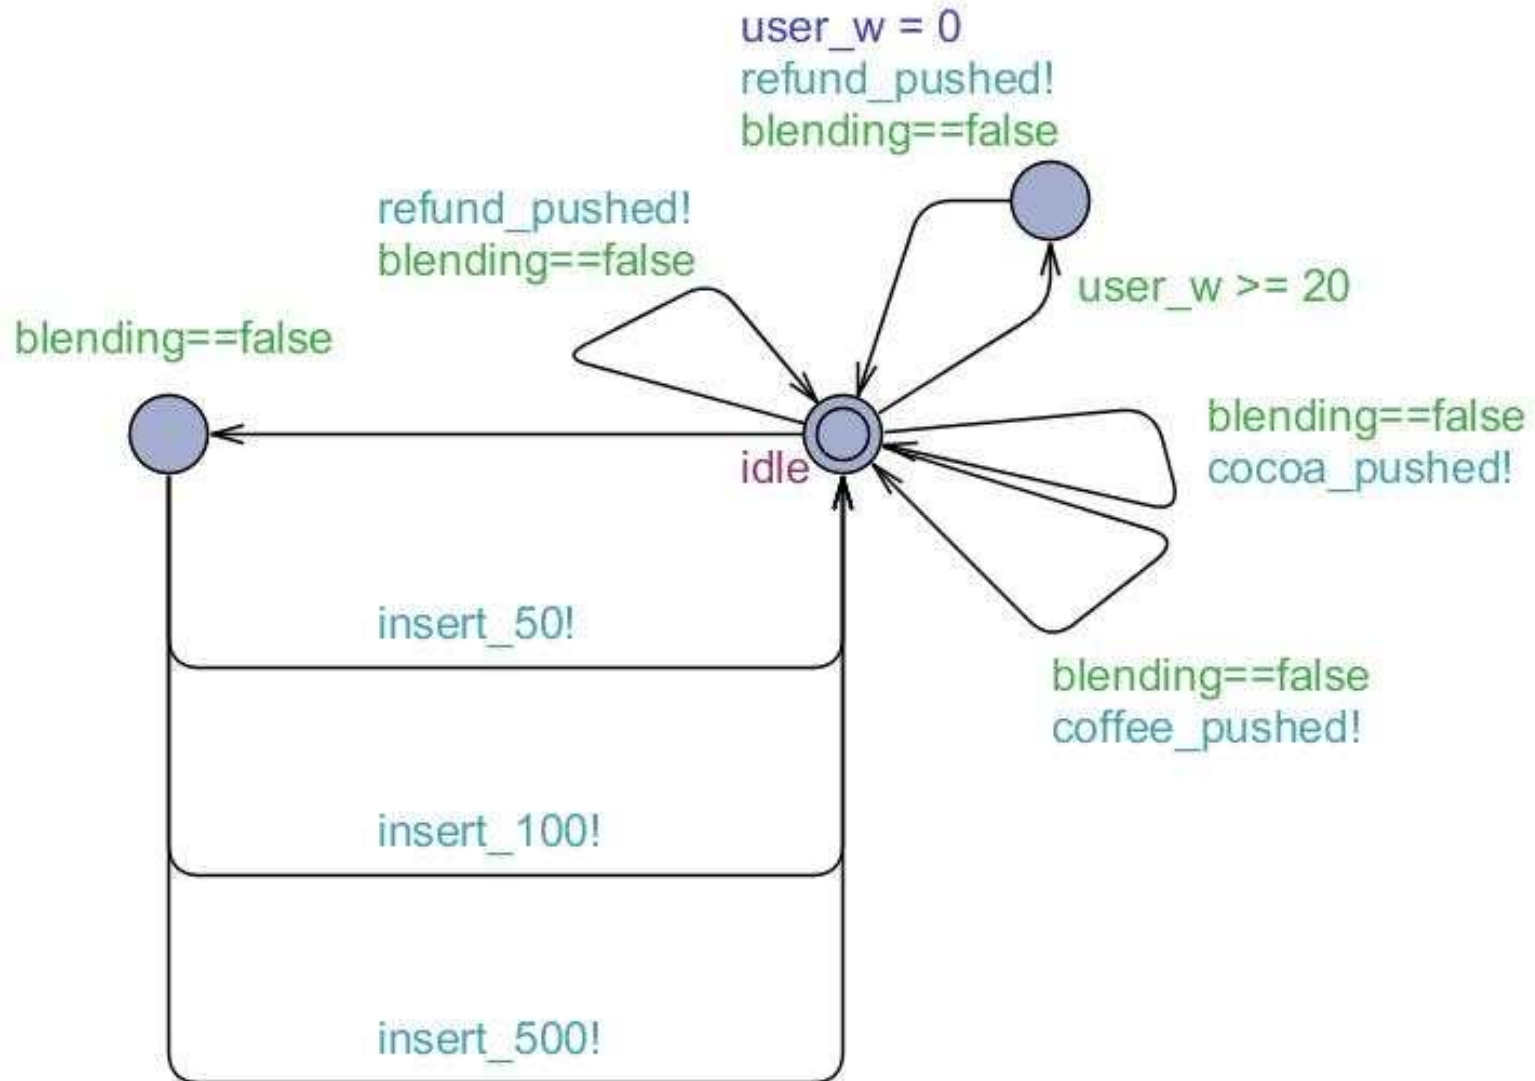 user_w = 0
refund_pushed!
blending==false
refund_pushed!
blending==false
user_w >= 20
blending==false
blending==false
cocoa_pushed!
idle
insert_50!
blending==false
coffee_pushed!
insert_100!
insert_500!